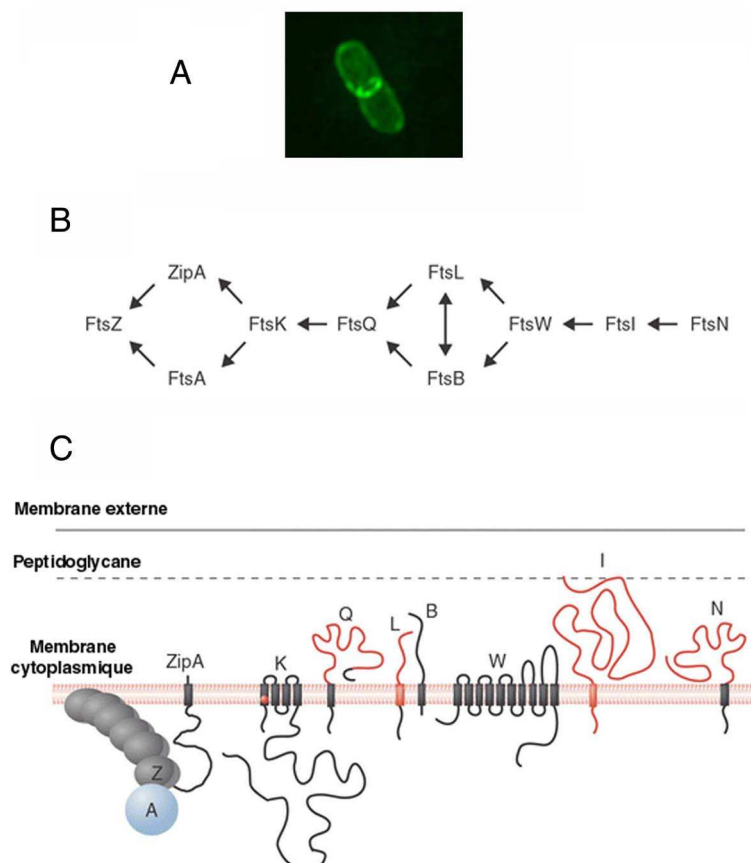 A
B
ZipA
FtsL
FtsZ
FtsK
FtsQ
FtsW
FtsI
FtsN
FtsA
FtsB
C
Membrane externe
Peptidoglycane
I
Q
L
B
N
Membrane
cytoplasmique
ZipA
K
W
Z
A